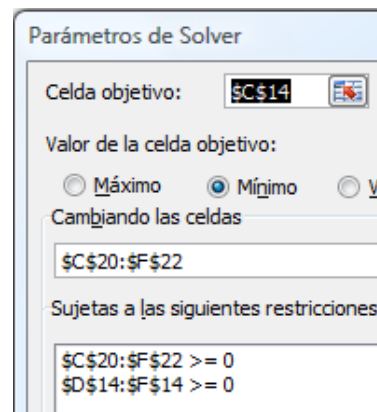 Parámetros de Solver
Celda objetivo: $C$14
Valor de la celda objetivo:
Máximo Mínimo
Cambiando las celdas
$C$20:$F$22
Sujetas a las siguientes restricciones
$C$20:$F$22 >= 0
$D$14:$F$14 >= 0